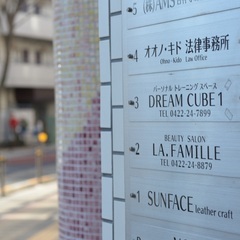 5 (株)AMS
4 オオノ・キド 法律事務所
Ohno・Kido Law Office
パーソナル トレーニング スペース
3 DREAM CUBE 1
TEL 0422-24-7899
BEAUTY SALON
2 LA. FAMILLE
TEL 0422-24-8879
1 SUNFACE leather craft